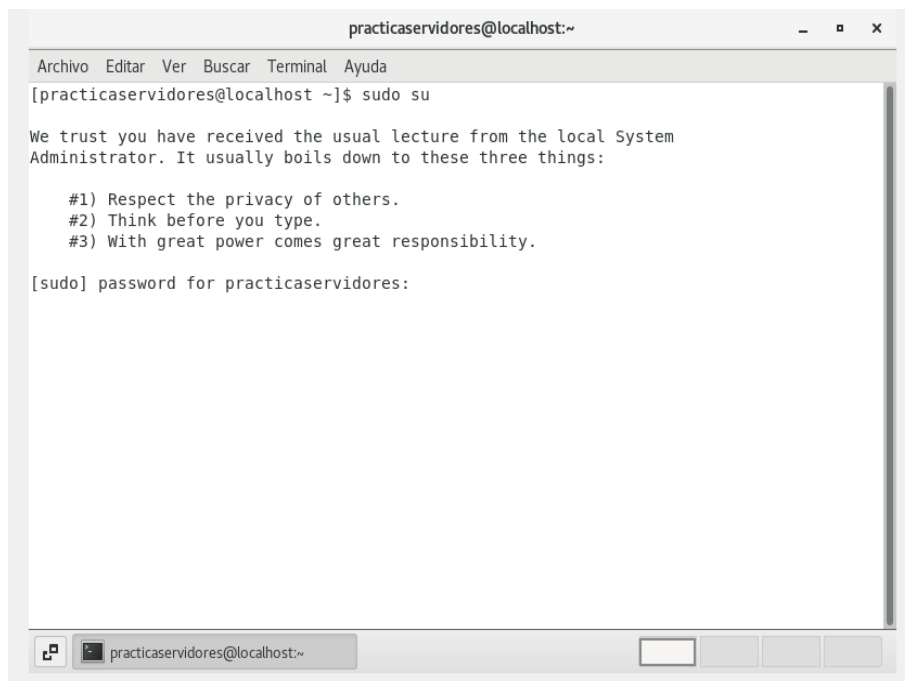 practicaservidores@localhost:~
Archivo Editar Ver Buscar Terminal Ayuda
[practicaservidores@localhost ~]$ sudo su
We trust you have received the usual lecture from the local System
Administrator. It usually boils down to these three things:
#1) Respect the privacy of others.
#2) Think before you type.
#3) With great power comes great responsibility.
[sudo] password for practicaservidores:
practicaservidores@localhost:~